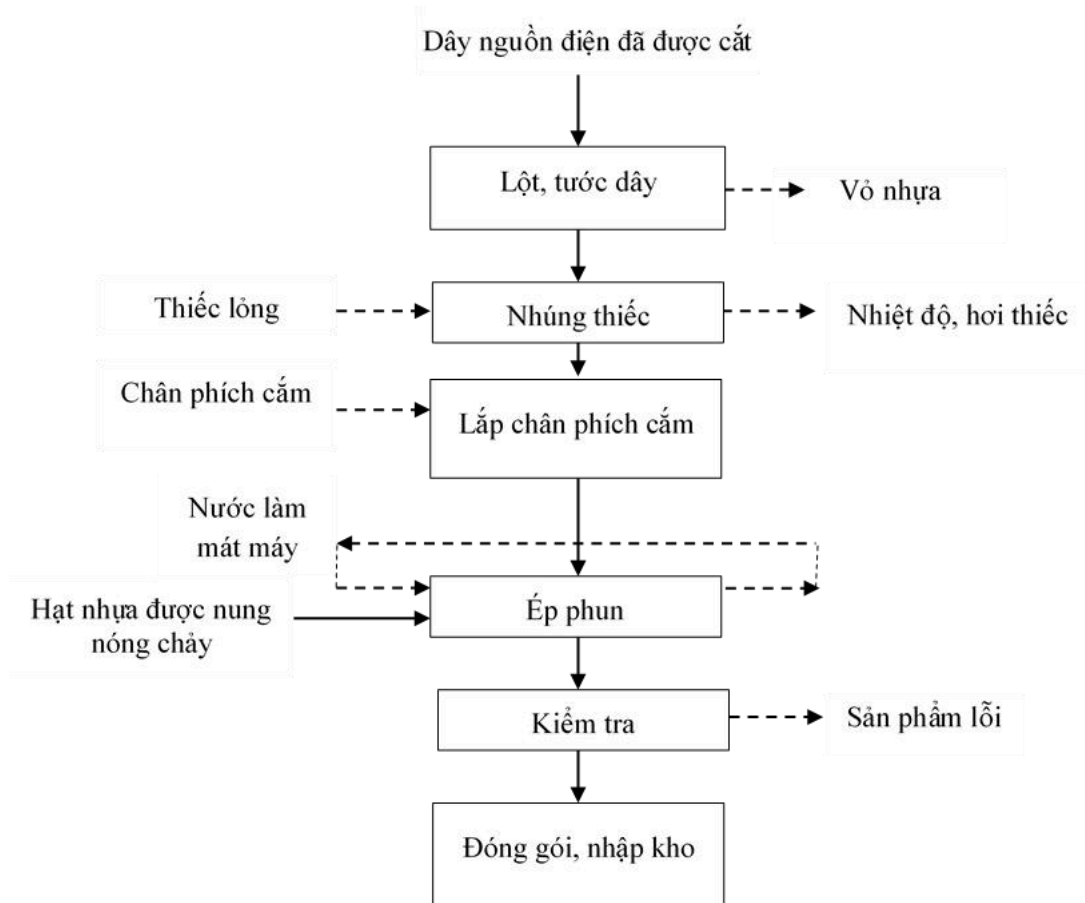 Dây nguồn điện đã được cắt
Lột, tước dây
Vỏ nhựa
Thiếc lỏng
Nhúng thiếc
Nhiệt độ, hơi thiếc
Chân phích cắm
Lắp chân phích cắm
Nước làm
mát máy
Hạt nhựa được nung
nóng chảy
Ép phun
Kiểm tra
Sản phẩm lỗi
Đóng gói, nhập kho